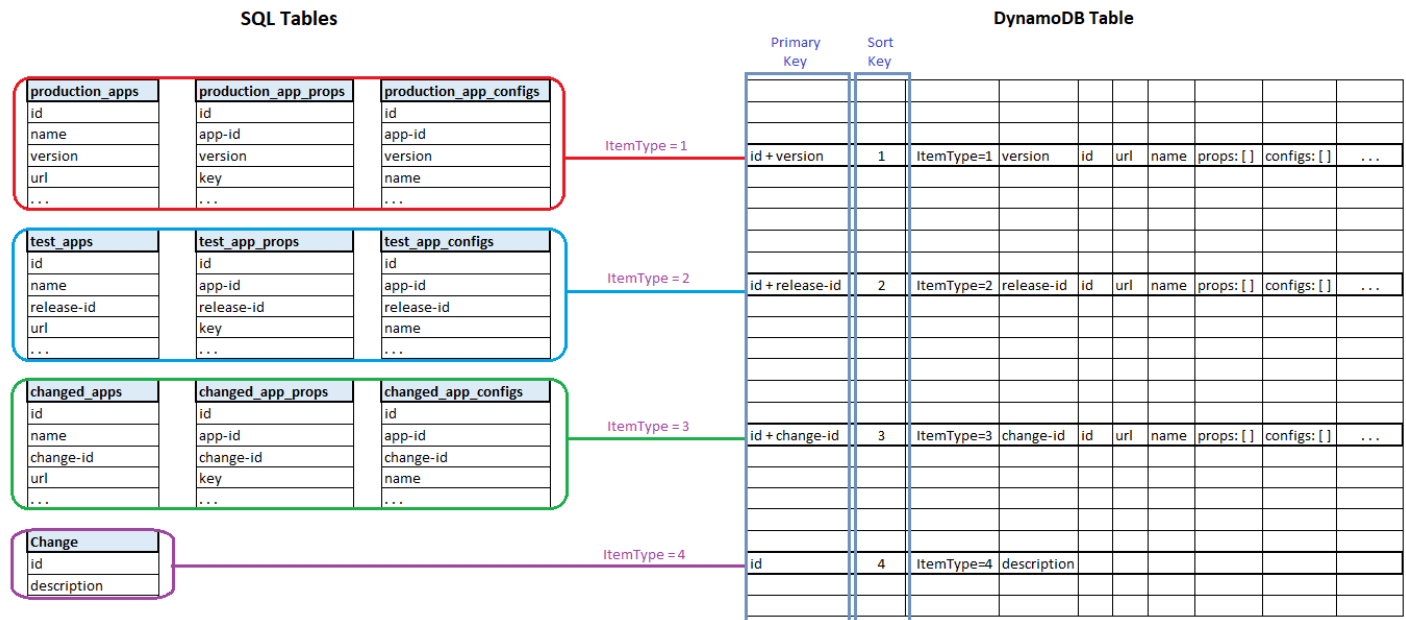 SQL Tables
DynamoDB Table
Primary Key
Sort Key
production_apps production_app_props production_app_configs
id id id
name app-id app-id
version version version
url key name
. . . . . . . . .
ItemType = 1
id + version 1 ItemType=1 version id url name props: [ ] configs: [ ] . . .
test_apps test_app_props test_app_configs
id id id
name app-id app-id
release-id release-id release-id
url key name
. . . . . . . . .
ItemType = 2
id + release-id 2 ItemType=2 release-id id url name props: [ ] configs: [ ] . . .
changed_apps changed_app_props changed_app_configs
id id id
name app-id app-id
change-id change-id change-id
url key name
. . . . . . . . .
ItemType = 3
id + change-id 3 ItemType=3 change-id id url name props: [ ] configs: [ ] . . .
Change
id
description
ItemType = 4
id 4 ItemType=4 description